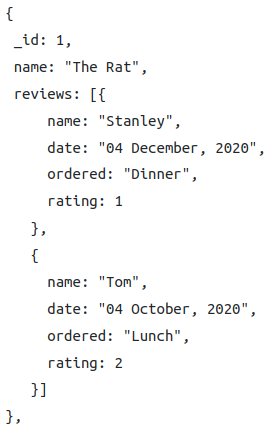 {
 _id: 1,
 name: "The Rat",
 reviews: [{
     name: "Stanley",
     date: "04 December, 2020",
     ordered: "Dinner",
     rating: 1
   },
   {
     name: "Tom",
     date: "04 October, 2020",
     ordered: "Lunch",
     rating: 2
   }]
},